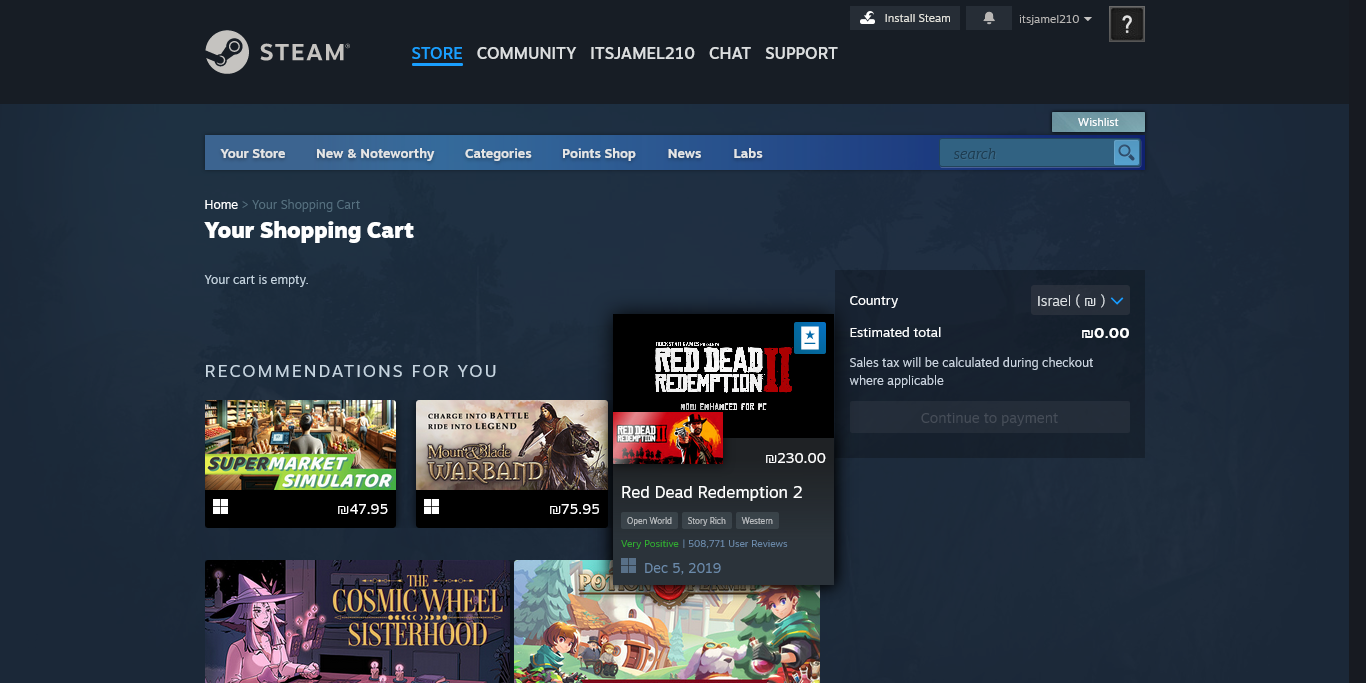 Install Steam
itsjamel210
?
STEAM®
STORE COMMUNITY ITSJAMEL210 CHAT SUPPORT
Wishlist
Your Store New & Noteworthy Categories Points Shop News Labs
search
Home > Your Shopping Cart
Your Shopping Cart
Your cart is empty.
Country
Israel ( ₪ )
Estimated total
₪0.00
Sales tax will be calculated during checkout
where applicable
Continue to payment
RECOMMENDATIONS FOR YOU
SUPERMARKET
SIMULATOR
₪47.95
CHARGE INTO BATTLE
RIDE INTO LEGEND
Mount&Blade
WARBAND
₪75.95
ROCKSTAR GAMES PRESENTS
RED DEAD
REDEMPTION II
NOW ENHANCED FOR PC
RED DEAD
REDEMPTION II
₪230.00
Red Dead Redemption 2
Open World Story Rich Western
Very Positive | 508,771 User Reviews
Dec 5, 2019
THE
COSMIC WHEEL
SISTERHOOD
POTION PERMIT